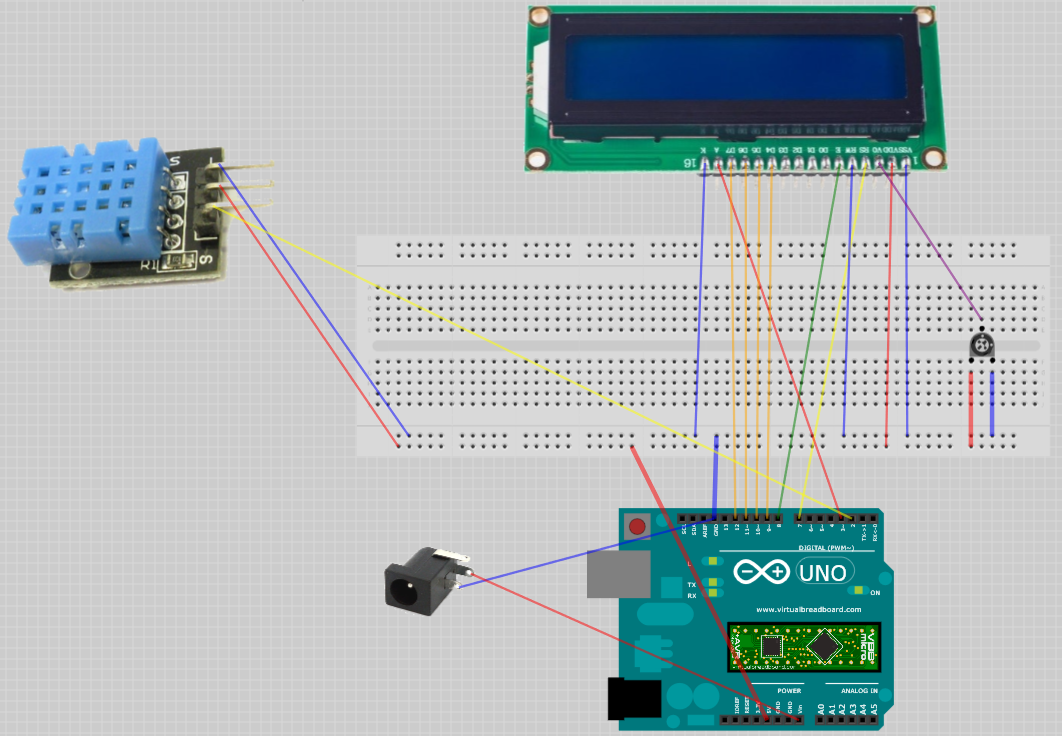 16 K A D7 D6 D5 D4 D3 D2 D1 D0 E RW RS VO VDD VSS 1
S
R1
S
SCL SDA AREF GND 13 12 11~ 10~ 9~ 8 7 6~ 5~ 4 3~ 2 TX→1 RX←0
DIGITAL (PWM~)
L
TX
RX
UNO
ON
www.virtualbreadboard.com
AVR
VBB micro
POWER
ANALOG IN
IOREF RESET 3.3V 5V GND GND Vin A0 A1 A2 A3 A4 A5